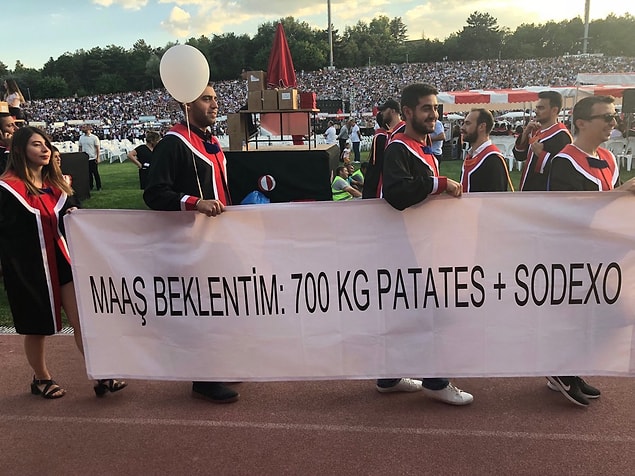 MAAŞ BEKLENTİM: 700 KG PATATES + SODEXO